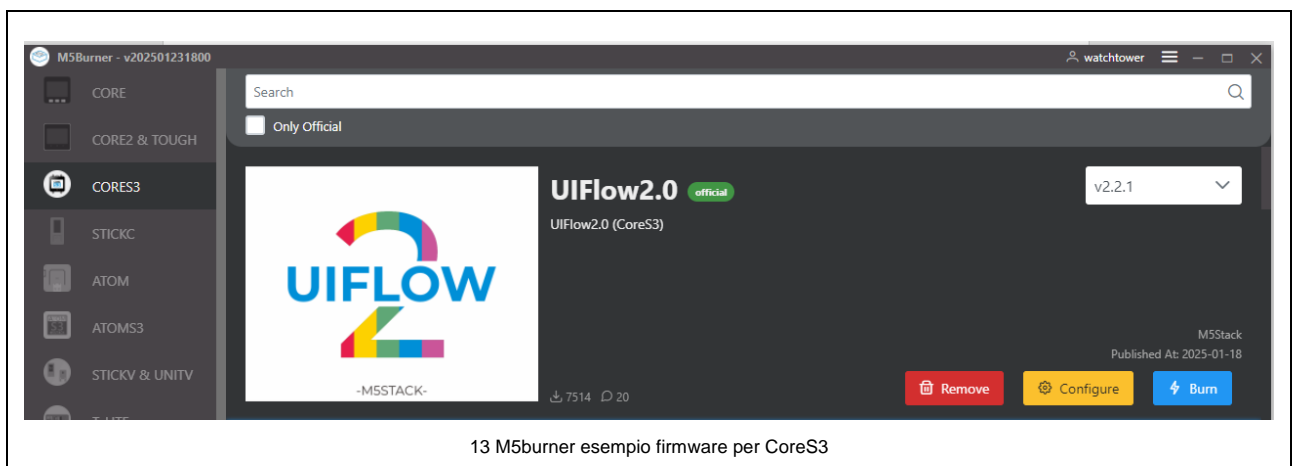 M5Burner - v202501231800
watchtower
CORE
CORE2 & TOUGH
CORES3
STICKC
ATOM
ATOMS3
STICKV & UNITV
Search
Only Official
UIFLOW
2
-M5STACK-
UIFlow2.0 official
UIFlow2.0 (CoreS3)
v2.2.1
7514 20
M5Stack
Published At: 2025-01-18
Remove
Configure
Burn
13 M5burner esempio firmware per CoreS3